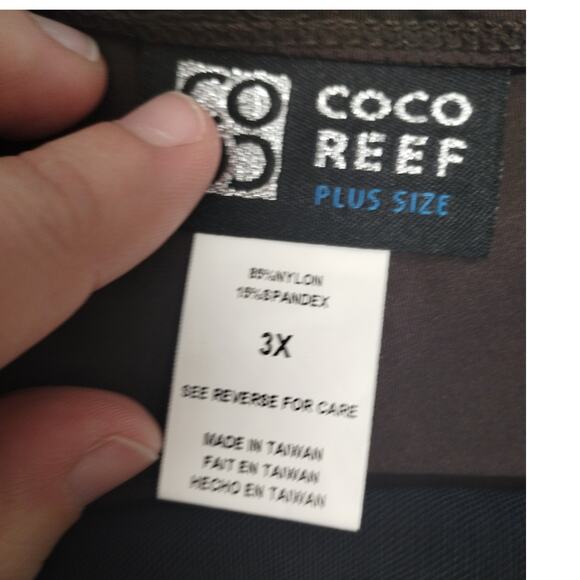 COCO
REEF
PLUS SIZE
85%NYLON
15%SPANDEX
3X
SEE REVERSE FOR CARE
MADE IN TAIWAN
FAIT EN TAIWAN
HECHO EN TAIWAN